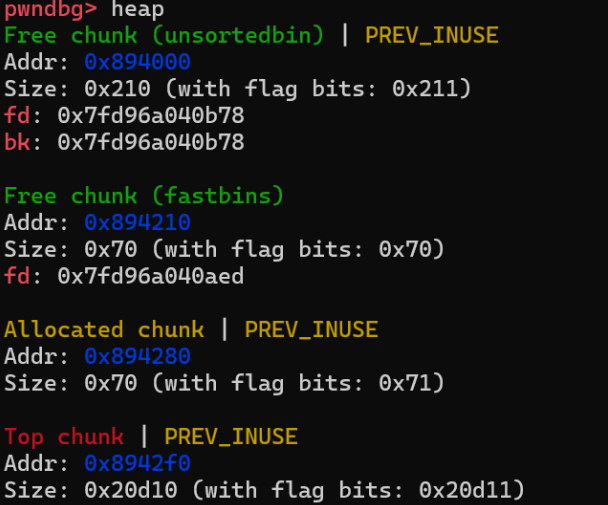 pwndbg> heap
Free chunk (unsortedbin) | PREV_INUSE
Addr: 0x894000
Size: 0x210 (with flag bits: 0x211)
fd: 0x7fd96a040b78
bk: 0x7fd96a040b78
Free chunk (fastbins)
Addr: 0x894210
Size: 0x70 (with flag bits: 0x70)
fd: 0x7fd96a040aed
Allocated chunk | PREV_INUSE
Addr: 0x894280
Size: 0x70 (with flag bits: 0x71)
Top chunk | PREV_INUSE
Addr: 0x8942f0
Size: 0x20d10 (with flag bits: 0x20d11)